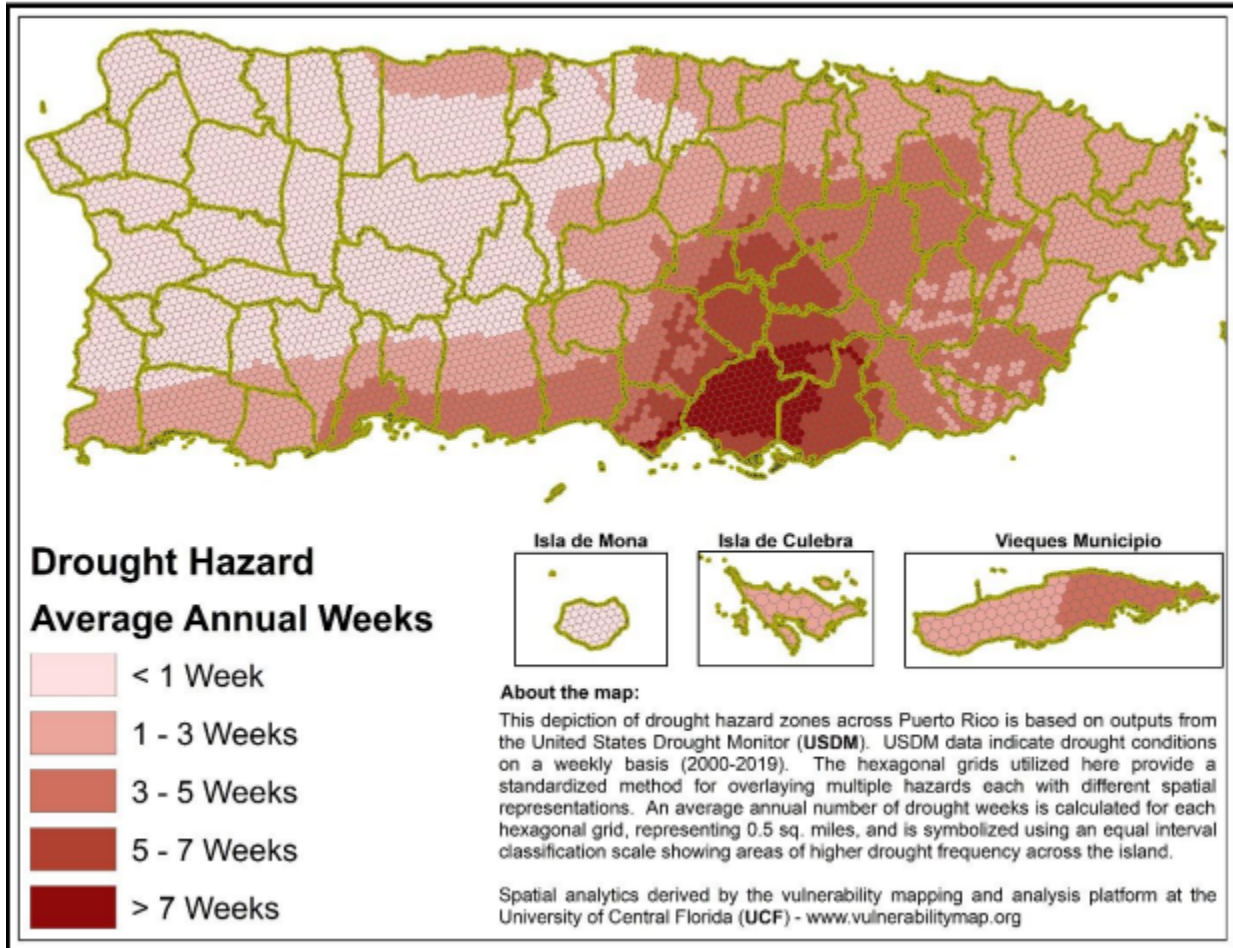 Isla de Mona
Isla de Culebra
Vieques Municipio
Drought Hazard
Average Annual Weeks
< 1 Week
1 - 3 Weeks
3 - 5 Weeks
5 - 7 Weeks
> 7 Weeks
About the map:
This depiction of drought hazard zones across Puerto Rico is based on outputs from
the United States Drought Monitor (USDM). USDM data indicate drought conditions
on a weekly basis (2000-2019). The hexagonal grids utilized here provide a
standardized method for overlaying multiple hazards each with different spatial
representations. An average annual number of drought weeks is calculated for each
hexagonal grid, representing 0.5 sq. miles, and is symbolized using an equal interval
classification scale showing areas of higher drought frequency across the island.
Spatial analytics derived by the vulnerability mapping and analysis platform at the
University of Central Florida (UCF) - www.vulnerabilitymap.org